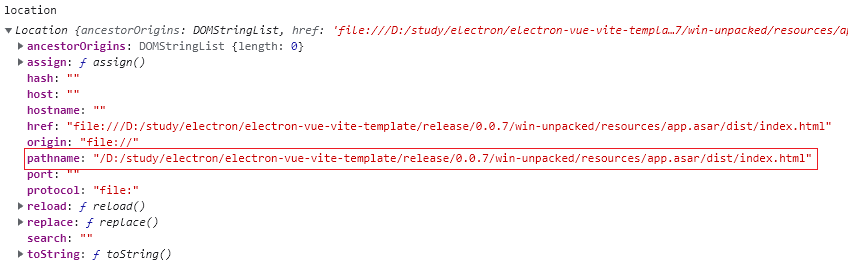 location
Location {ancestorOrigins: DOMStringList, href: 'file:///D:/study/electron/electron-vue-vite-templa…7/win-unpacked/resources/ap
ancestorOrigins: DOMStringList {length: 0}
assign: ƒ assign()
hash: ""
host: ""
hostname: ""
href: "file:///D:/study/electron/electron-vue-vite-template/release/0.0.7/win-unpacked/resources/app.asar/dist/index.html"
origin: "file://"
pathname: "/D:/study/electron/electron-vue-vite-template/release/0.0.7/win-unpacked/resources/app.asar/dist/index.html"
port: ""
protocol: "file:"
reload: ƒ reload()
replace: ƒ replace()
search: ""
toString: ƒ toString()